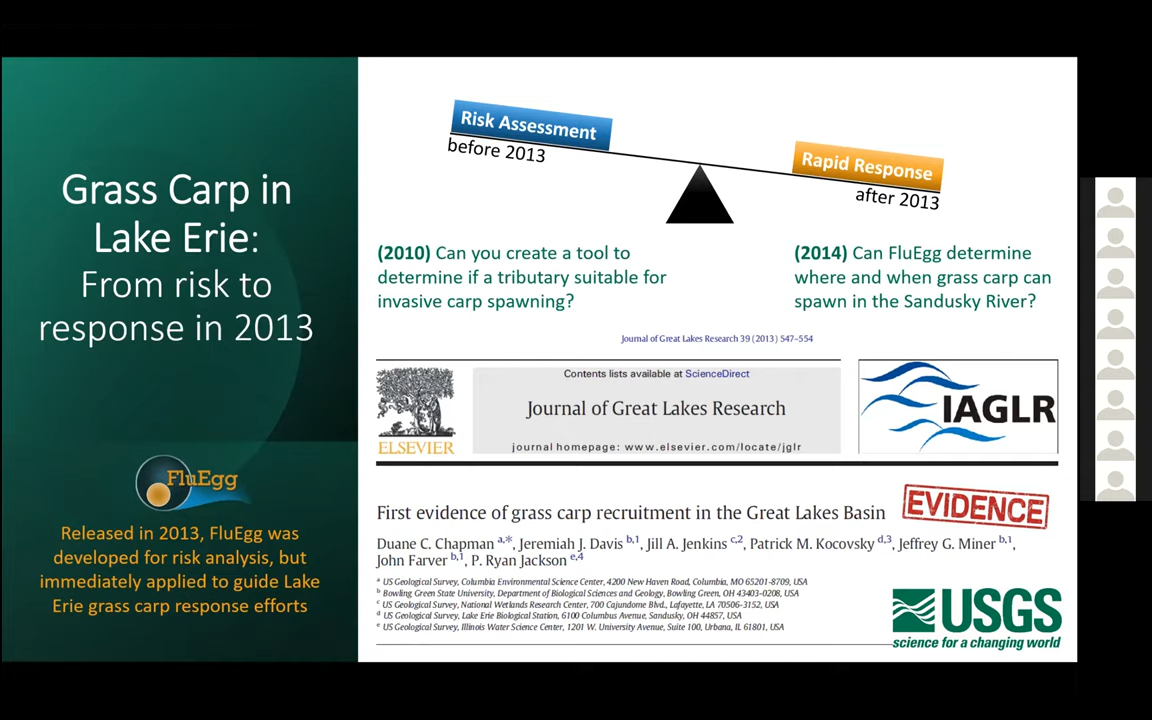 Grass Carp in
Lake Erie:
From risk to
response in 2013
FluEgg
Released in 2013, FluEgg was
developed for risk analysis, but
immediately applied to guide Lake
Erie grass carp response efforts
Risk Assessment
before 2013
Rapid Response
after 2013
(2010) Can you create a tool to
determine if a tributary suitable for
invasive carp spawning?
(2014) Can FluEgg determine
where and when grass carp can
spawn in the Sandusky River?
Journal of Great Lakes Research 39 (2013) 547–554
ELSEVIER
Contents lists available at ScienceDirect
Journal of Great Lakes Research
journal homepage: www.elsevier.com/locate/jglr
IAGLR
First evidence of grass carp recruitment in the Great Lakes Basin
EVIDENCE
Duane C. Chapman a,*, Jeremiah J. Davis b,1, Jill A. Jenkins c,2, Patrick M. Kocovsky d,3, Jeffrey G. Miner b,1,
John Farver b,1, P. Ryan Jackson e,4
a US Geological Survey, Columbia Environmental Science Center, 4200 New Haven Road, Columbia, MO 65201-8709, USA
b Bowling Green State University, Department of Biological Sciences and Geology, Bowling Green, OH 43403-0208, USA
c US Geological Survey, National Wetlands Research Center, 700 Cajundome Blvd., Lafayette, LA 70506-3152, USA
d US Geological Survey, Lake Erie Biological Station, 6100 Columbus Avenue, Sandusky, OH 44857, USA
e US Geological Survey, Illinois Water Science Center, 1201 W. University Avenue, Suite 100, Urbana, IL 61801, USA
USGS
science for a changing world